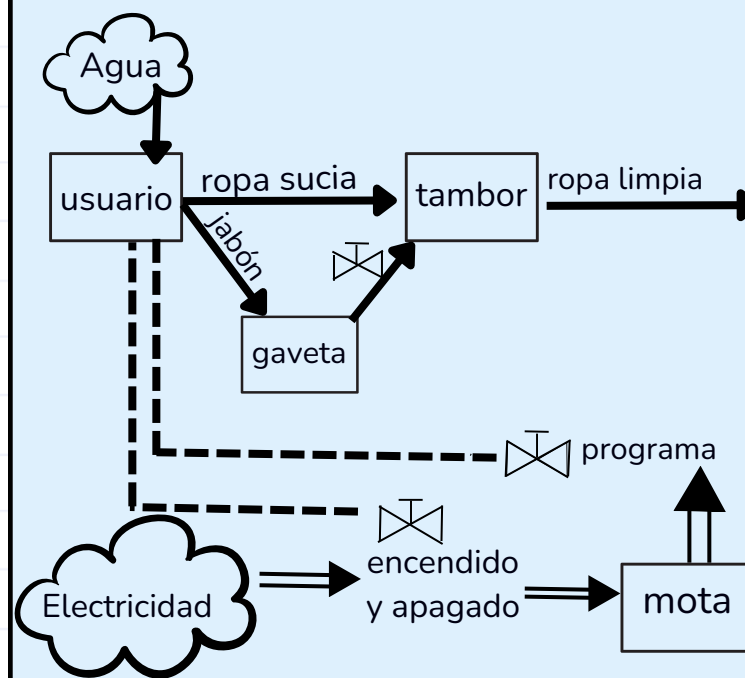 Agua
usuario
ropa sucia
tambor
ropa limpia
jabón
gaveta
programa
encendido
y apagado
Electricidad
mota